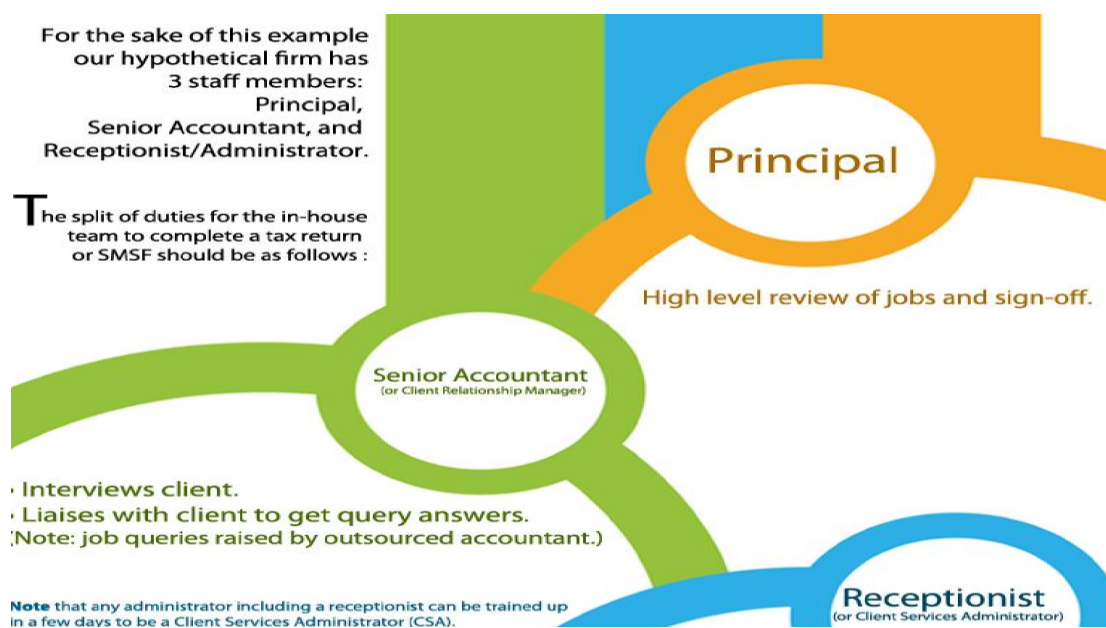 For the sake of this example
our hypothetical firm has
3 staff members:
Principal,
Senior Accountant, and
Receptionist/Administrator.
The split of duties for the in-house
team to complete a tax return
or SMSF should be as follows :
Principal
High level review of jobs and sign-off.
Senior Accountant
(or Client Relationship Manager)
• Interviews client.
• Liaises with client to get query answers.
(Note: job queries raised by outsourced accountant.)
Receptionist
(or Client Services Administrator)
Note that any administrator including a receptionist can be trained up
in a few days to be a Client Services Administrator (CSA).